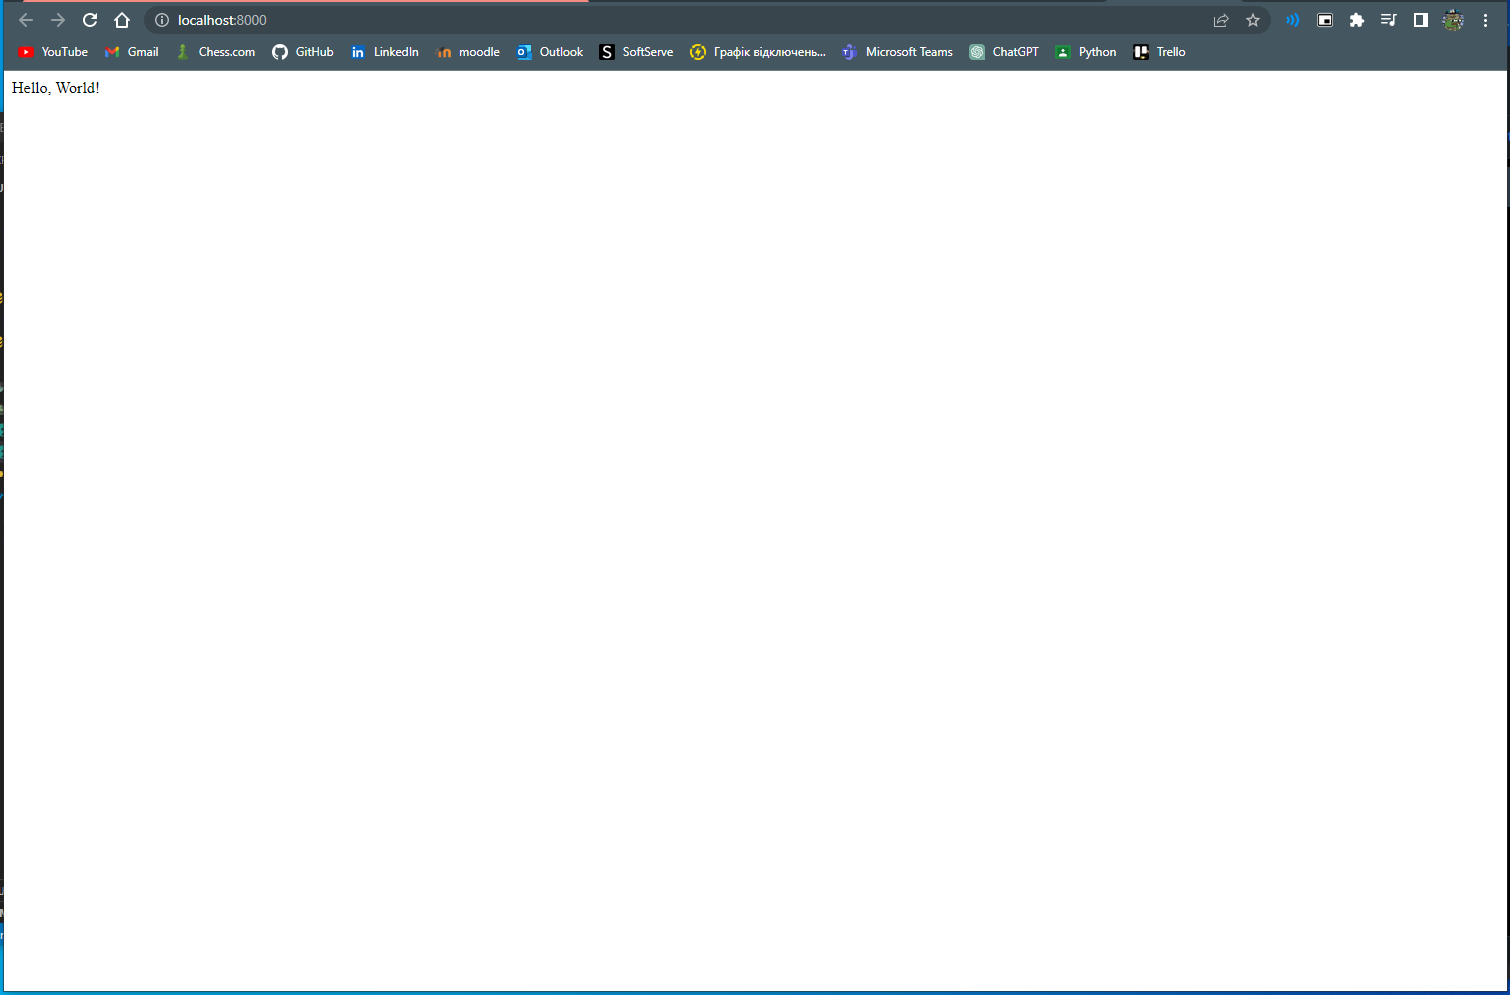 localhost:8000
YouTube Gmail Chess.com GitHub LinkedIn moodle Outlook SoftServe Графік відключень... Microsoft Teams ChatGPT Python Trello
Hello, World!